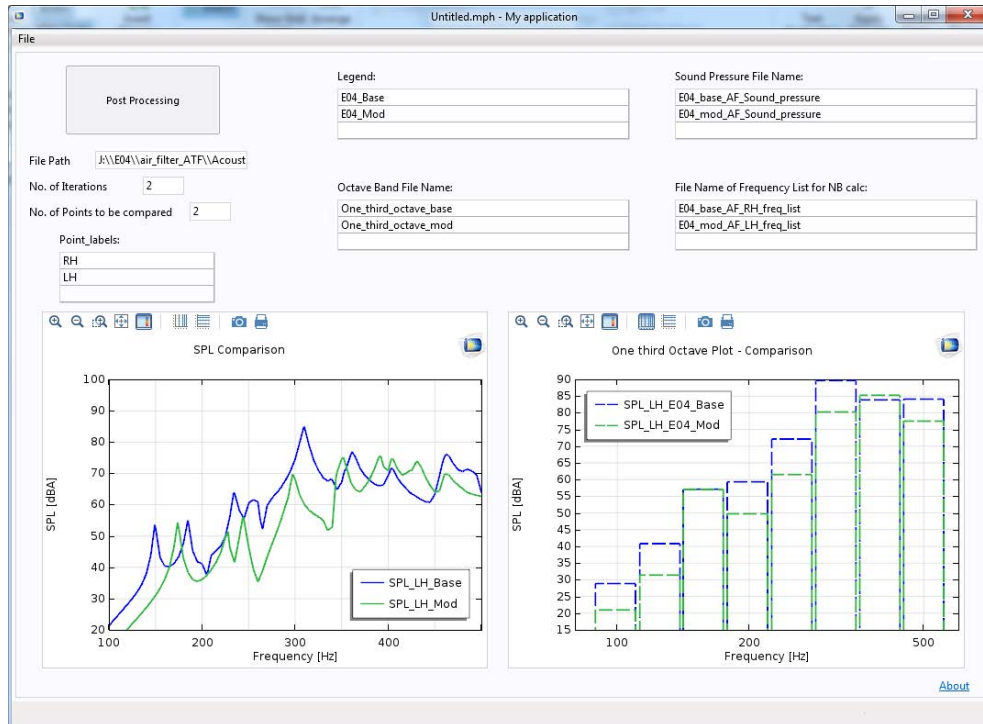 Untitled.mph - My application
File
Post Processing
File Path J:\\E04\\air_filter_ATF\\Acoust
No. of Iterations 2
No. of Points to be compared 2
Point_labels:
RH
LH
Legend:
E04_Base
E04_Mod
Sound Pressure File Name:
E04_base_AF_Sound_pressure
E04_mod_AF_Sound_pressure
Octave Band File Name:
One_third_octave_base
One_third_octave_mod
File Name of Frequency List for NB calc:
E04_base_AF_RH_freq_list
E04_mod_AF_LH_freq_list
SPL Comparison
100
90
80
70
60
50
40
30
20
SPL [dBA]
SPL_LH_Base
SPL_LH_Mod
100 200 300 400
Frequency [Hz]
One third Octave Plot - Comparison
90
85
80
75
70
65
60
55
50
45
40
35
30
25
20
15
SPL [dBA]
SPL_LH_E04_Base
SPL_LH_E04_Mod
100 200 500
Frequency [Hz]
About